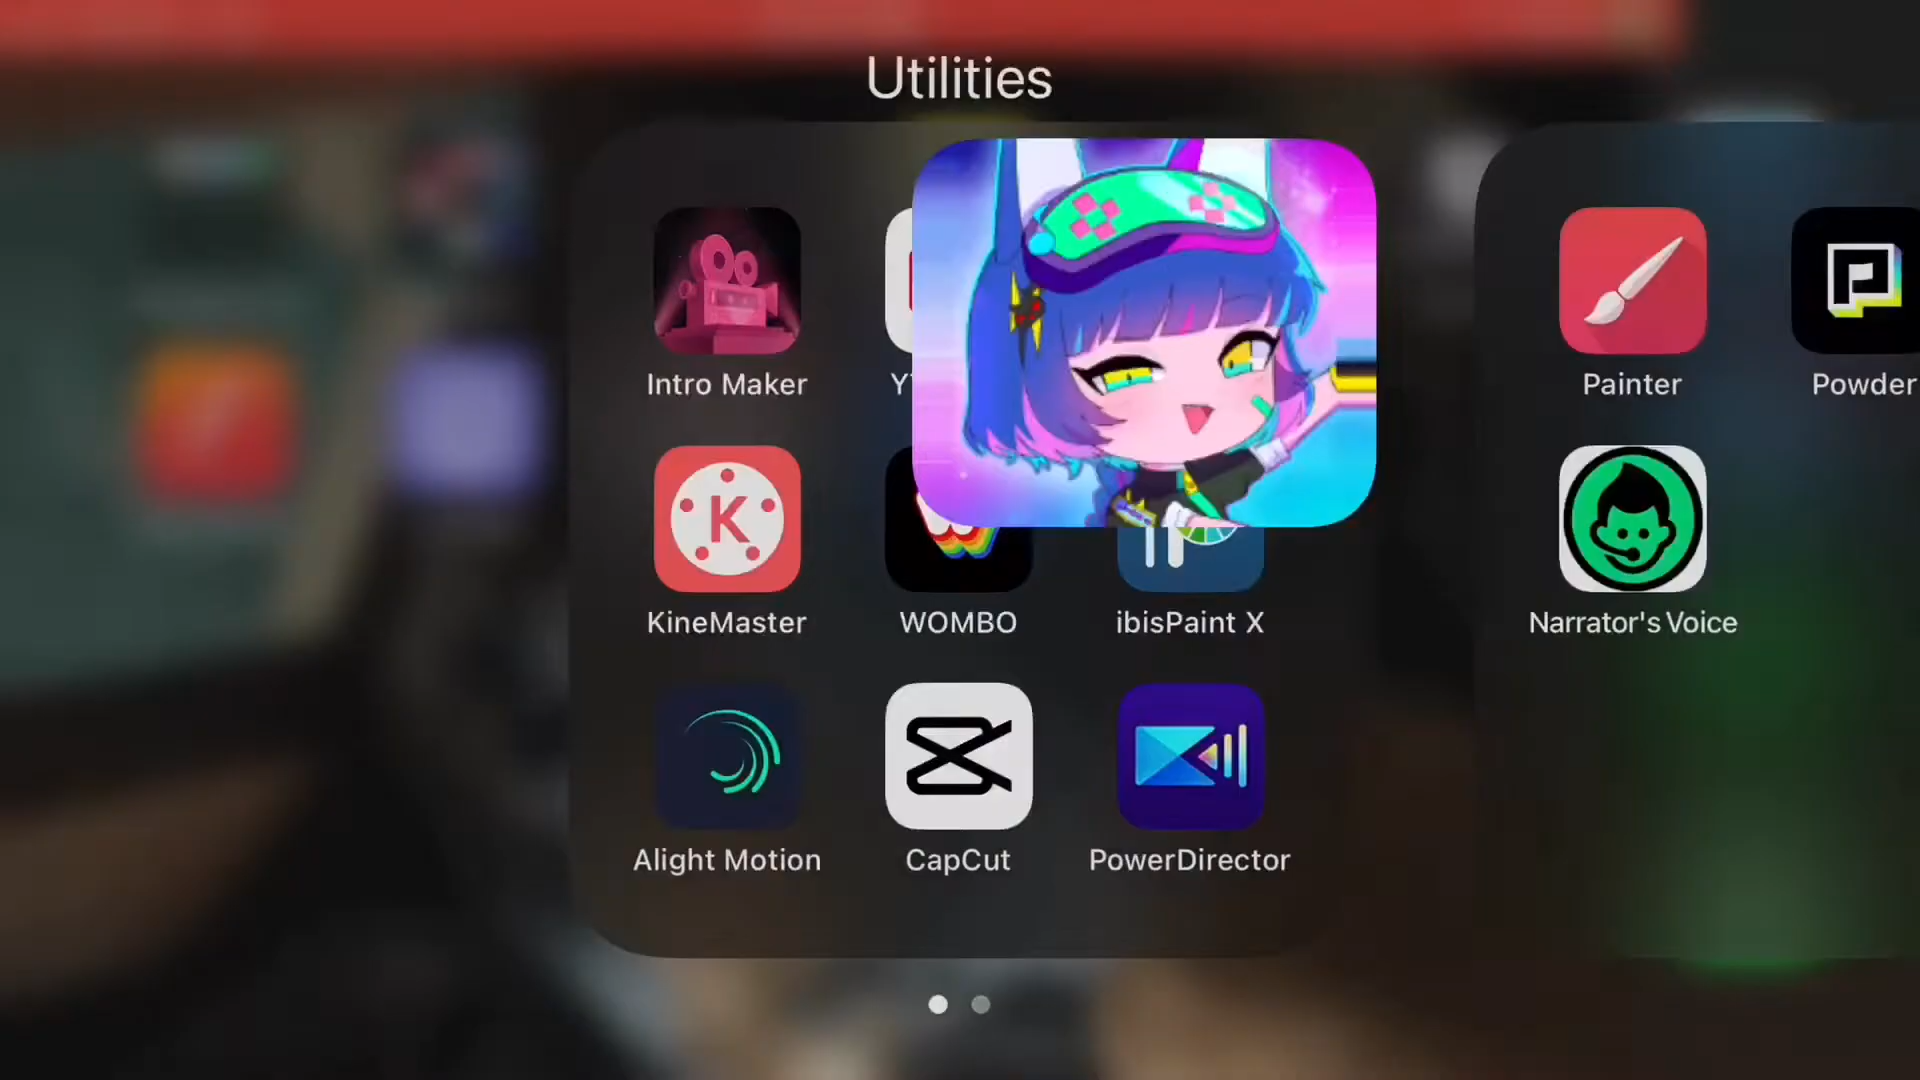 Utilities
Intro Maker
Painter
Powder
K
KineMaster
WOMBO
ibisPaint X
Narrator's Voice
Alight Motion
CapCut
PowerDirector